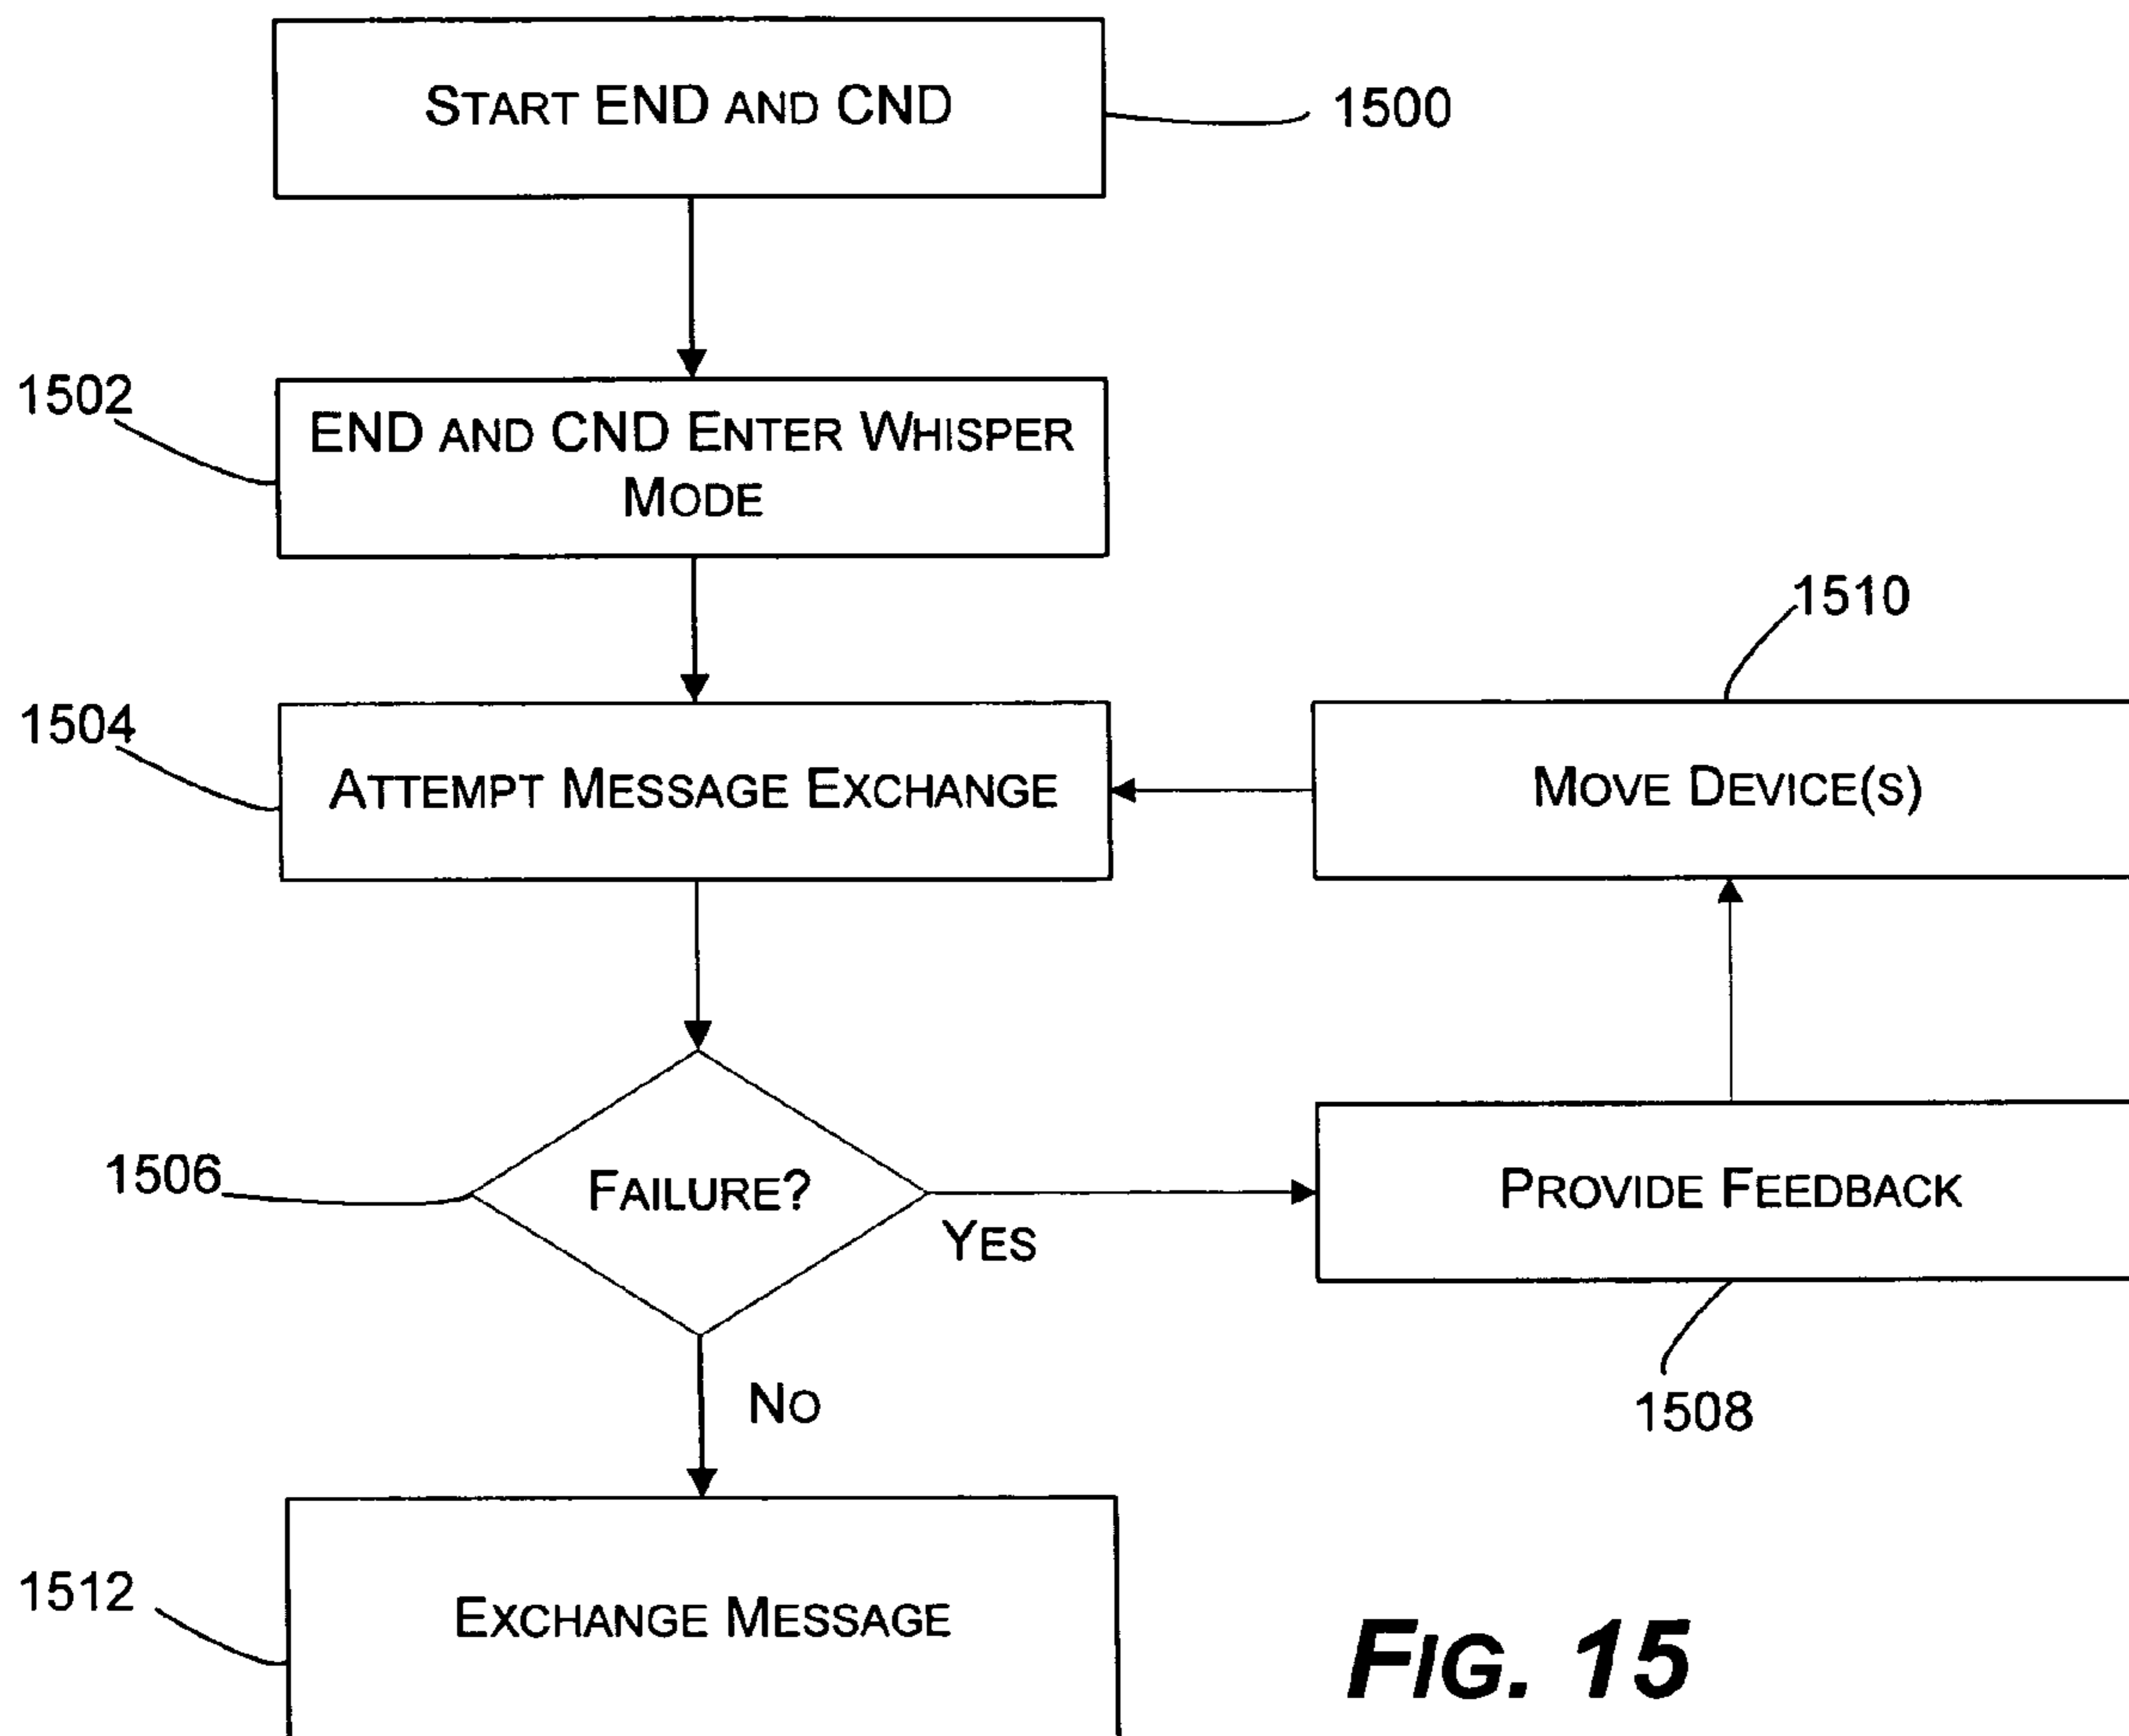 START END AND CND
1500
1502
END AND CND ENTER WHISPER
MODE
1510
1504
ATTEMPT MESSAGE EXCHANGE
MOVE DEVICE(S)
1506
FAILURE?
YES
PROVIDE FEEDBACK
NO
1508
1512
EXCHANGE MESSAGE
FIG. 15